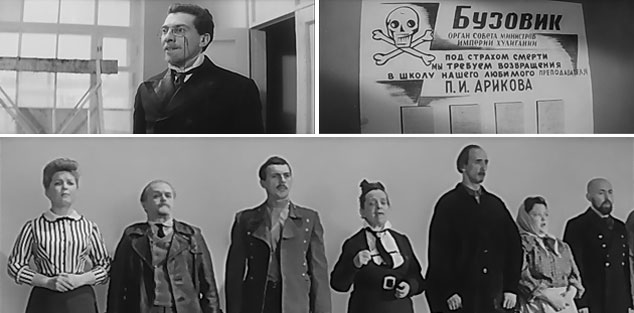 Бузовик
ОРГАН СОВЕТА МИНИСТРОВ
ИМПЕРИИ ХУЛИГАНИИ
ПОД СТРАХОМ СМЕРТИ
МЫ ТРЕБУЕМ ВОЗВРАЩЕНИЯ
В ШКОЛУ НАШЕГО ЛЮБИМОГО ПРЕПОДАВАТЕЛЯ
П.И. АРИКОВА